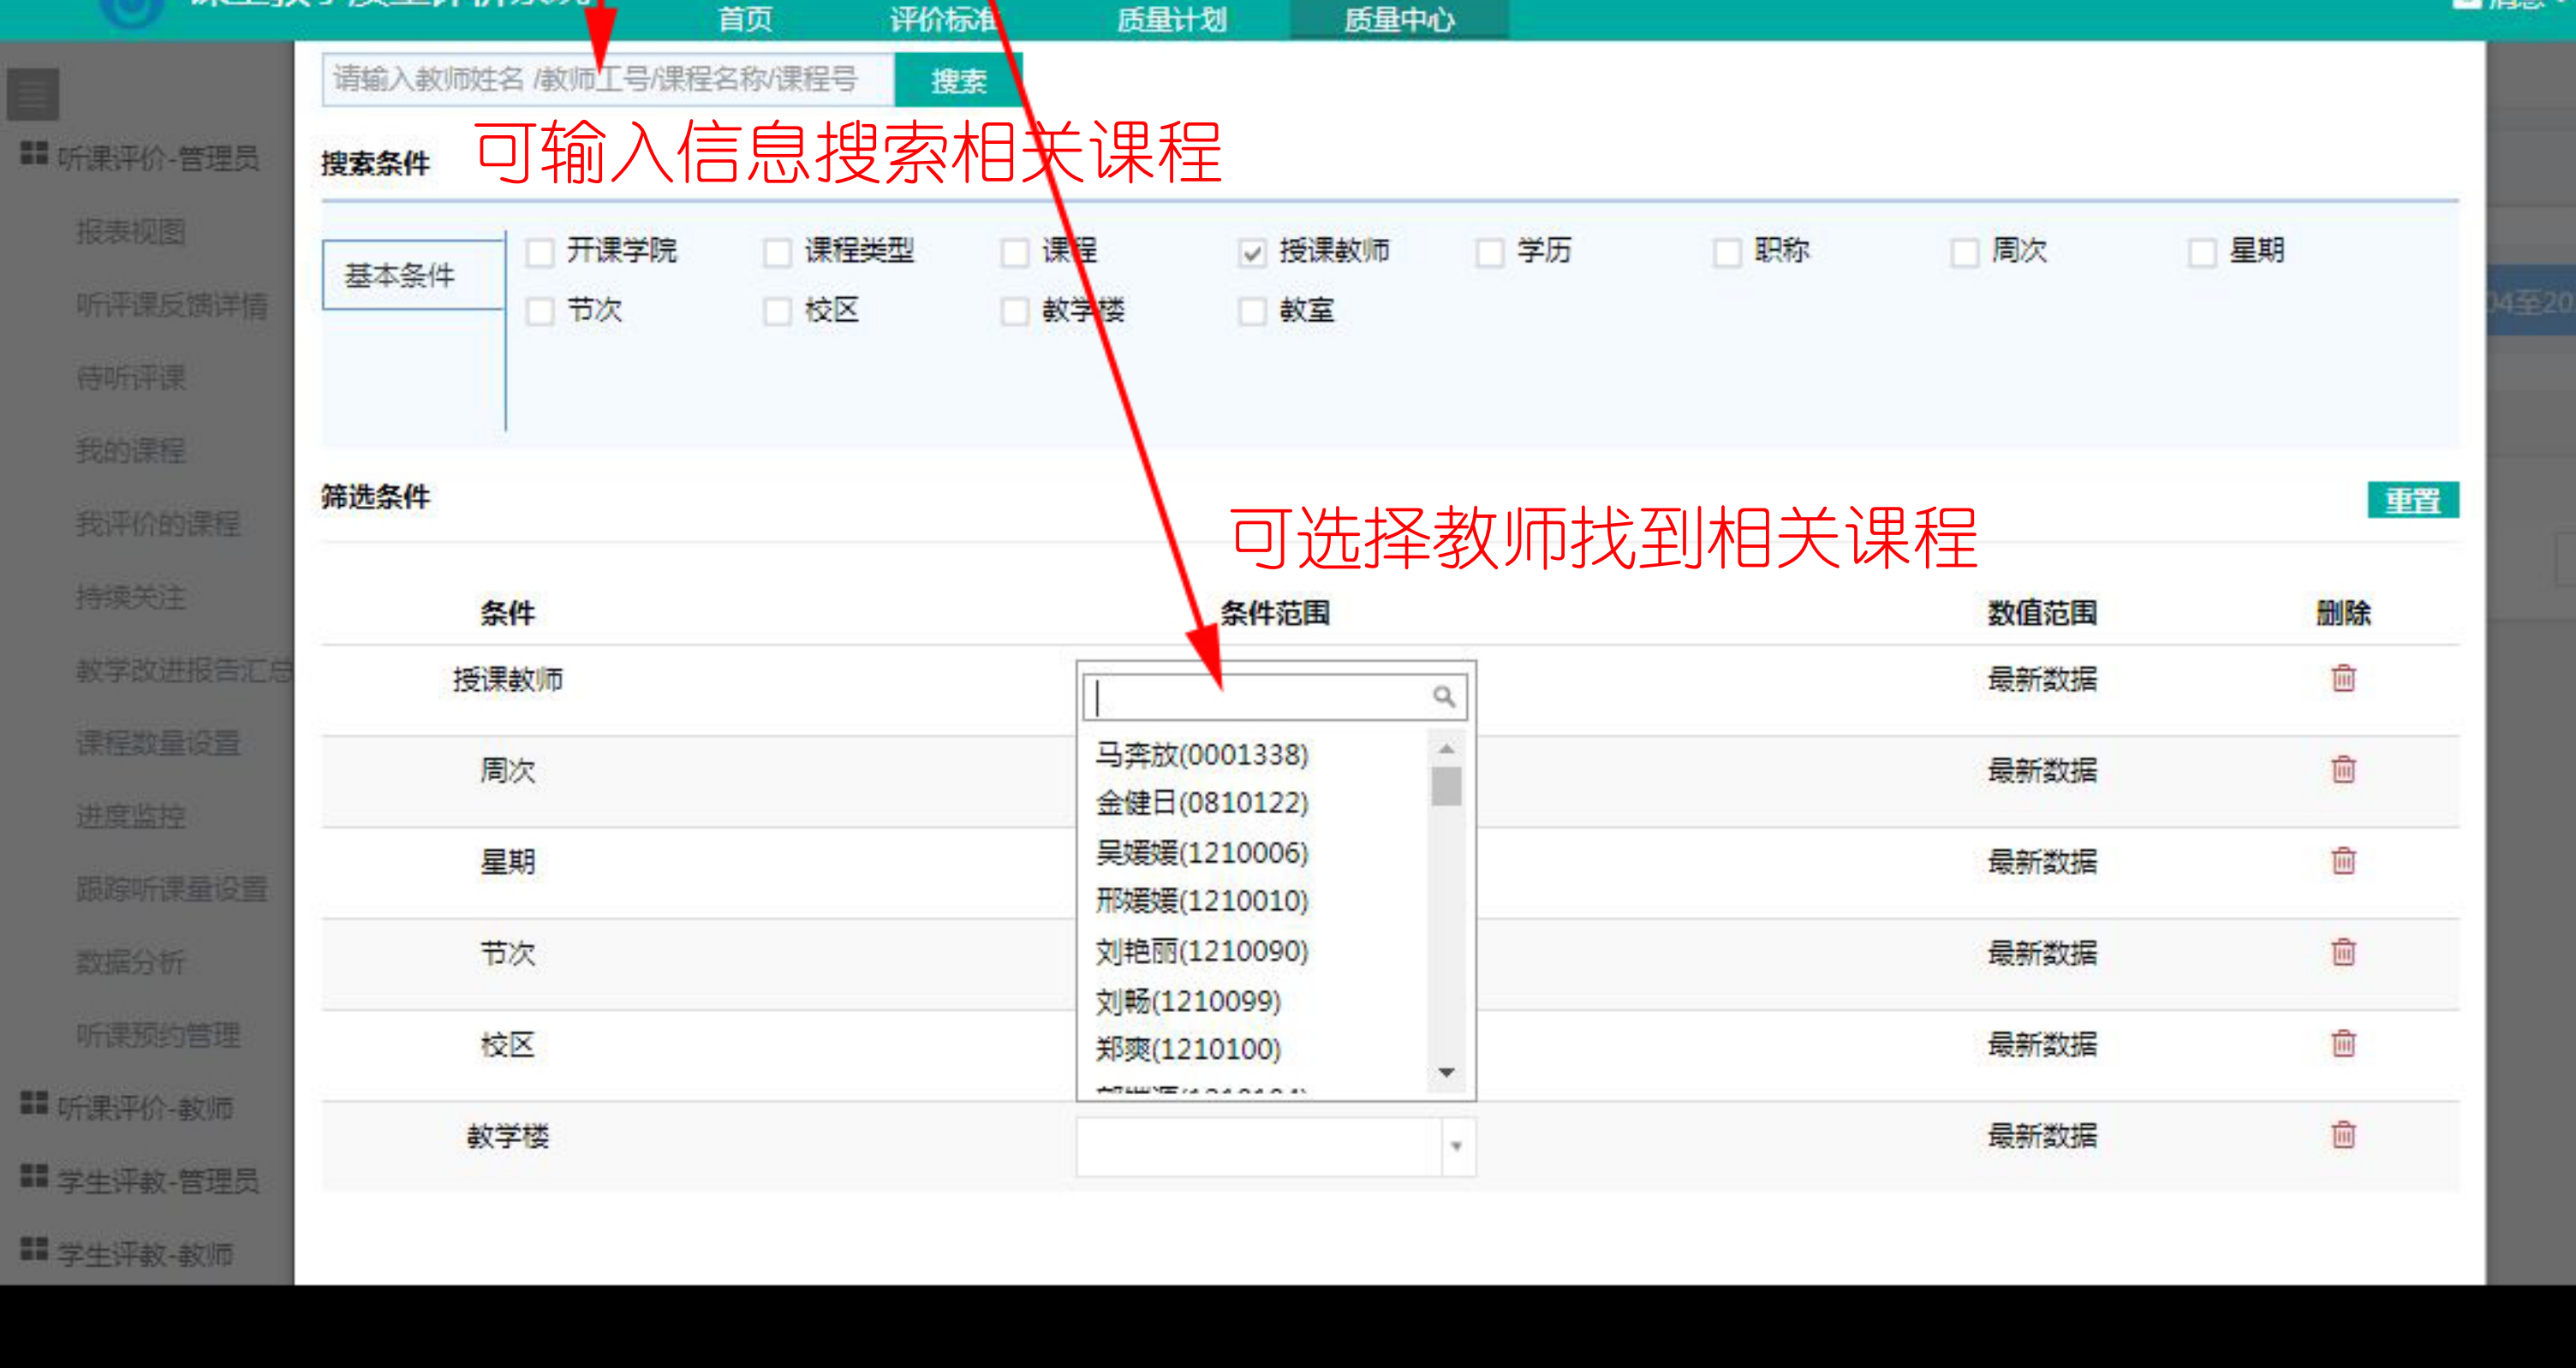 首页 评价标准 质量计划 质量中心
请输入教师姓名 /教师工号/课程名称/课程号 搜索
可输入信息搜索相关课程
搜索条件
基本条件
开课学院 课程类型 课程 授课教师 学历 职称 周次 星期
节次 校区 教学楼 教室
筛选条件 重置
可选择教师找到相关课程
条件 条件范围 数值范围 删除
授课教师 最新数据
周次 最新数据
星期 最新数据
节次 最新数据
校区 最新数据
教学楼 最新数据
马奔放(0001338)
金健日(0810122)
吴媛媛(1210006)
邢媛媛(1210010)
刘艳丽(1210090)
刘畅(1210099)
郑爽(1210100)
听课评价-管理员
报表视图
听评课反馈详情
待听评课
我的课程
我评价的课程
持续关注
教学改进报告汇总
课程数量设置
进度监控
跟踪听课量设置
数据分析
听课预约管理
听课评价-教师
学生评教-管理员
学生评教-教师
04至20